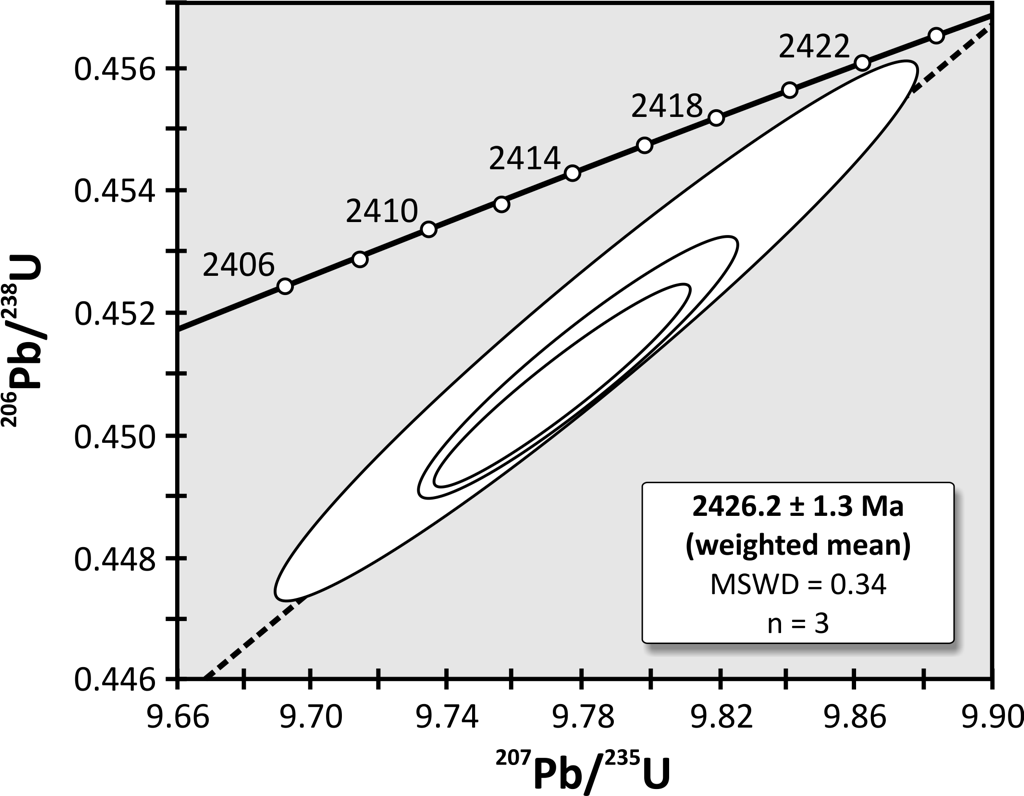 0.456
0.454
0.452
0.450
0.448
0.446
²⁰⁶Pb/²³⁸U
2406
2410
2414
2418
2422
2426.2 ± 1.3 Ma
(weighted mean)
MSWD = 0.34
n = 3
9.66 9.70 9.74 9.78 9.82 9.86 9.90
²⁰⁷Pb/²³⁵U